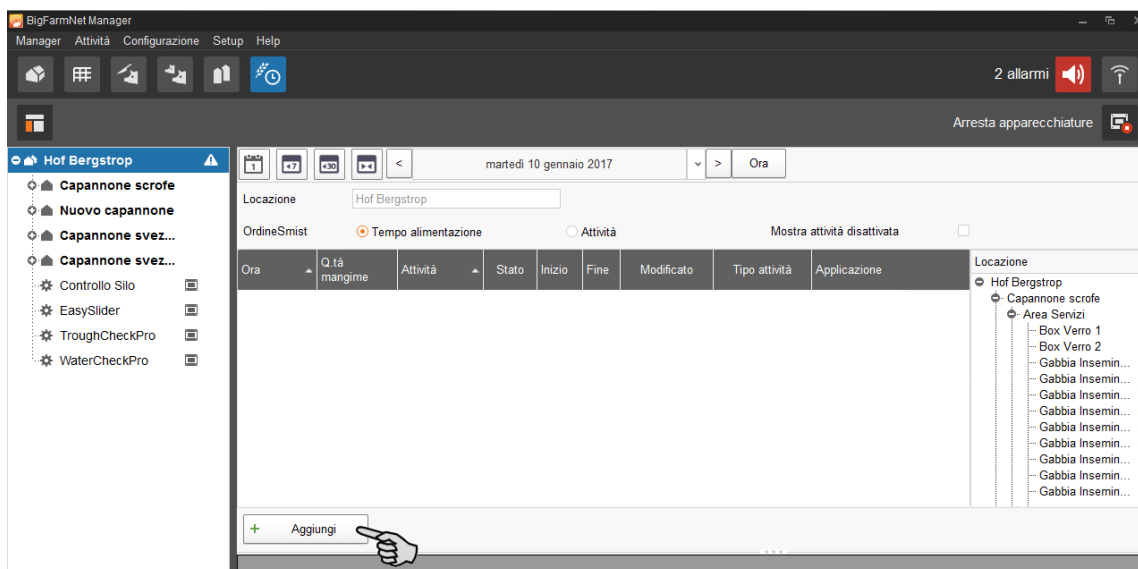 BigFarmNet Manager
Manager Attività Configurazione Setup Help
2 allarmi
Arresta apparecchiature
Hof Bergstrop
Capannone scrofe
Nuovo capannone
Capannone svez...
Capannone svez...
Controllo Silo
EasySlider
TroughCheckPro
WaterCheckPro
1 7 30 < martedì 10 gennaio 2017 > Ora
Locazione Hof Bergstrop
OrdineSmist Tempo alimentazione Attività Mostra attività disattivata
Ora Q.tà mangime Attività Stato Inizio Fine Modificato Tipo attività Applicazione
Locazione
Hof Bergstrop
Capannone scrofe
Area Servizi
Box Verro 1
Box Verro 2
Gabbia Insemin...
Gabbia Insemin...
Gabbia Insemin...
Gabbia Insemin...
Gabbia Insemin...
Gabbia Insemin...
Gabbia Insemin...
Gabbia Insemin...
Gabbia Insemin...
+ Aggiungi